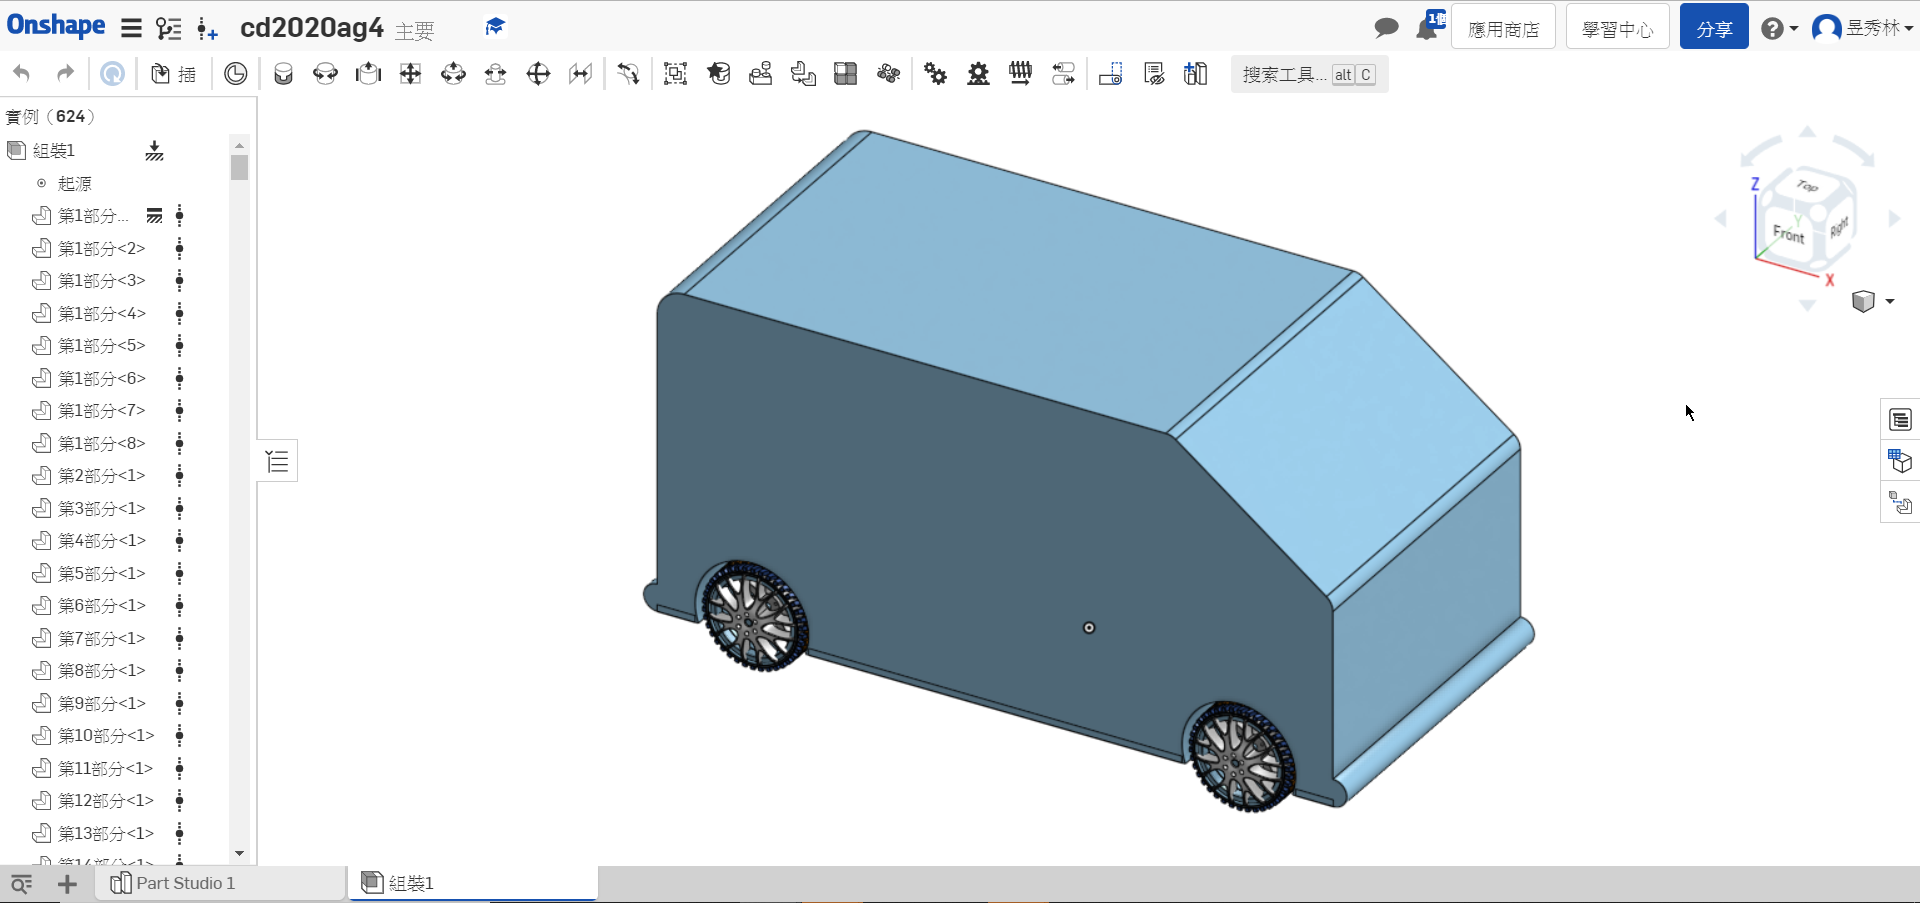 Onshape
cd2020ag4 主要
1個
應用商店
學習中心
分享
昱秀林
插
搜索工具... alt C
實例（624）
組裝1
起源
第1部分...
第1部分<2>
第1部分<3>
第1部分<4>
第1部分<5>
第1部分<6>
第1部分<7>
第1部分<8>
第2部分<1>
第3部分<1>
第4部分<1>
第5部分<1>
第6部分<1>
第7部分<1>
第8部分<1>
第9部分<1>
第10部分<1>
第11部分<1>
第12部分<1>
第13部分<1>
第14部分<1>
Z
Top
Y
Front
Right
X
Part Studio 1
組裝1